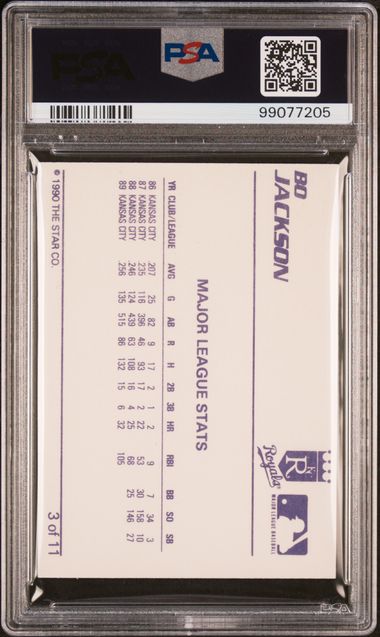 PSA
PSA
99077205
BO
JACKSON
Royals
MAJOR LEAGUE BASEBALL
MAJOR LEAGUE STATS
YR CLUB/LEAGUE AVG G AB R H 2B 3B HR RBI BB SO SB
86 KANSAS CITY .207 25 82 9 17 2 1 2 9 7 34 3
87 KANSAS CITY .235 116 396 46 93 17 2 22 53 30 158 10
88 KANSAS CITY .246 124 439 63 108 16 4 25 68 25 146 27
89 KANSAS CITY .256 135 515 86 132 15 6 32 105
© 1990 THE STAR CO. 3 of 11
PSA